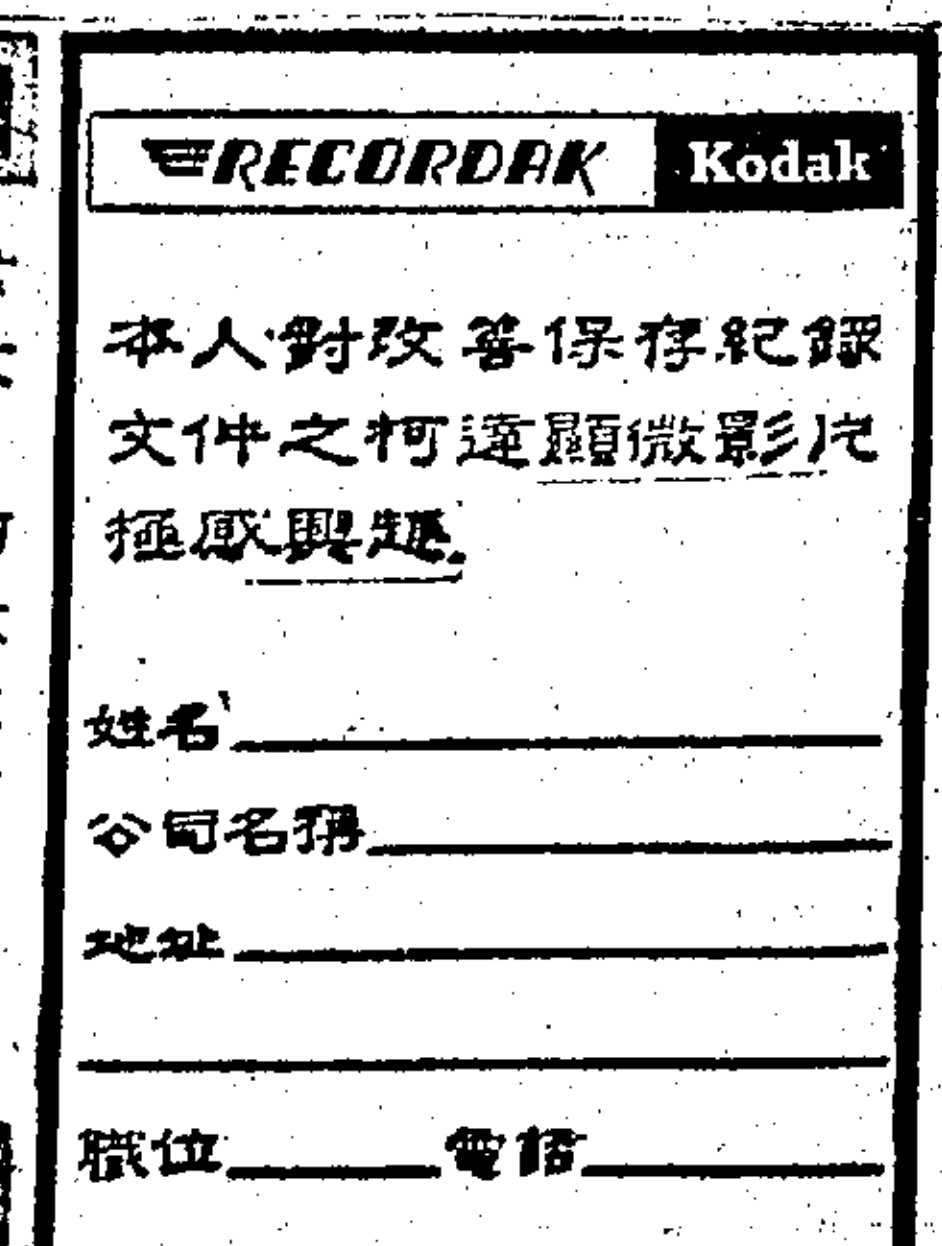 RECORDAK Kodak
本人對改善保存紀錄
文件之柯達顯微影片
極感興趣.
姓名
公司名稱
地址
職位 電話